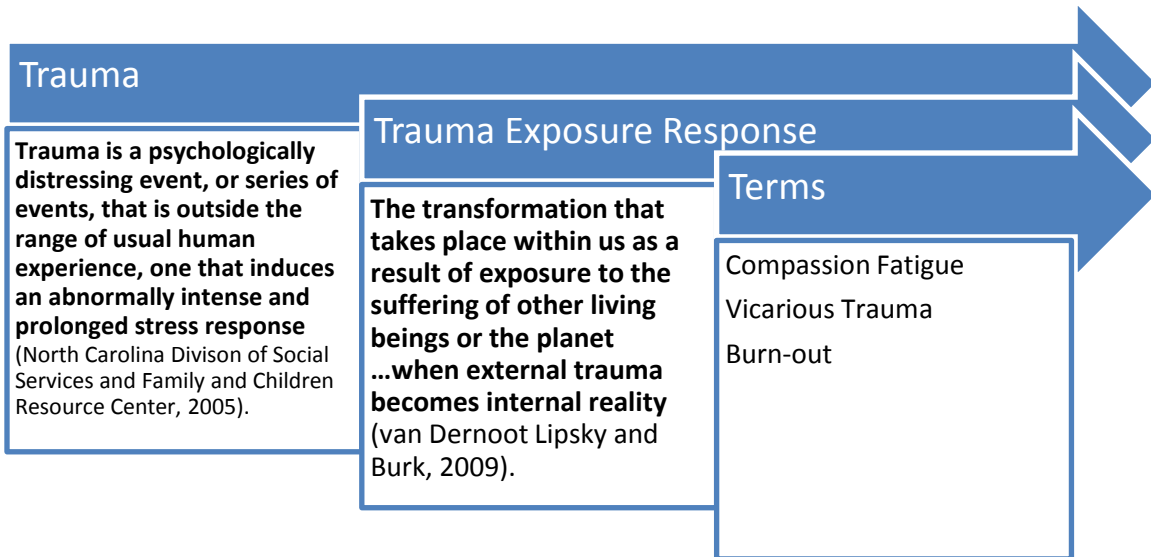 Trauma
Trauma is a psychologically
distressing event, or series of
events, that is outside the
range of usual human
experience, one that induces
an abnormally intense and
prolonged stress response
(North Carolina Divison of Social
Services and Family and Children
Resource Center, 2005).
Trauma Exposure Response
The transformation that
takes place within us as a
result of exposure to the
suffering of other living
beings or the planet
...when external trauma
becomes internal reality
(van Dernoot Lipsky and
Burk, 2009).
Terms
Compassion Fatigue
Vicarious Trauma
Burn-out